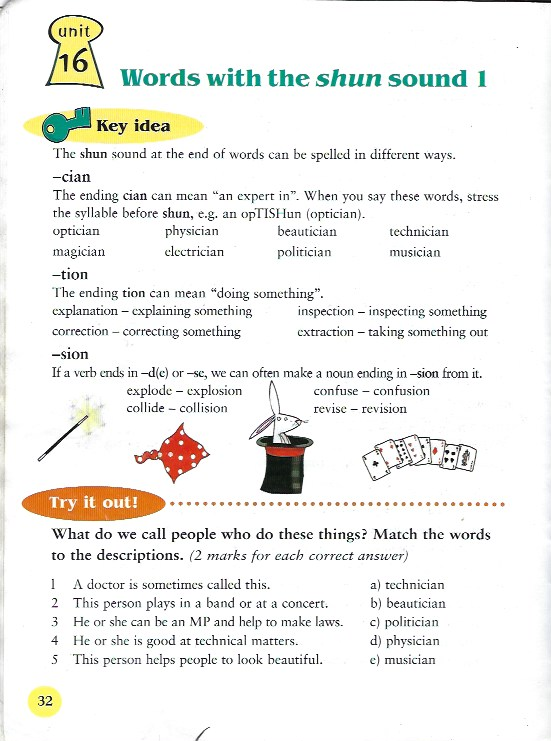 unit
16
Words with the shun sound 1
Key idea
The shun sound at the end of words can be spelled in different ways.
–cian
The ending cian can mean “an expert in”. When you say these words, stress
the syllable before shun, e.g. an opTISHun (optician).
optician physician beautician technician
magician electrician politician musician
–tion
The ending tion can mean “doing something”.
explanation – explaining something inspection – inspecting something
correction – correcting something extraction – taking something out
–sion
If a verb ends in –d(e) or –se, we can often make a noun ending in –sion from it.
explode – explosion confuse – confusion
collide – collision revise – revision
Try it out!
What do we call people who do these things? Match the words
to the descriptions. (2 marks for each correct answer)
1 A doctor is sometimes called this. a) technician
2 This person plays in a band or at a concert. b) beautician
3 He or she can be an MP and help to make laws. c) politician
4 He or she is good at technical matters. d) physician
5 This person helps people to look beautiful. e) musician
32